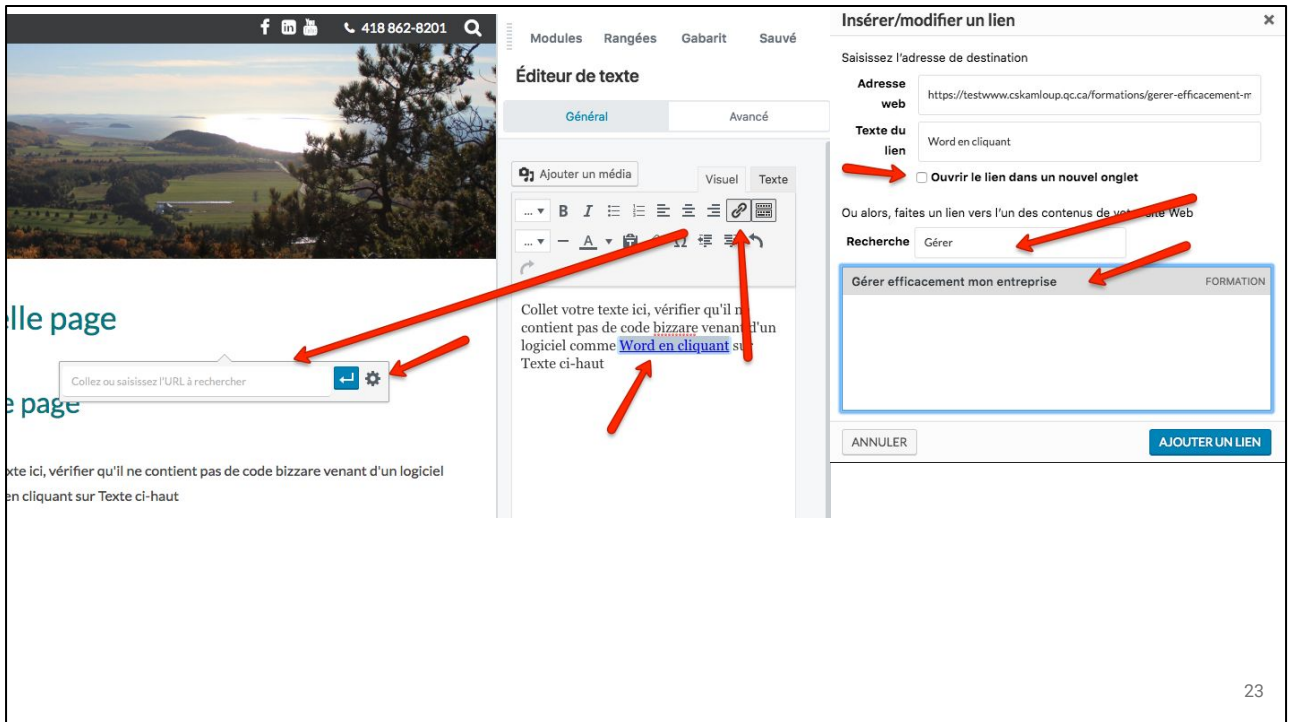 418 862-8201
lle page
Collez ou saisissez l'URL à rechercher
e page
xte ici, vérifier qu'il ne contient pas de code bizzare venant d'un logiciel
en cliquant sur Texte ci-haut
Modules Rangées Gabarit Sauvé
Éditeur de texte
Général Avancé
Ajouter un média Visuel Texte
... B I
... A Ω
Collet votre texte ici, vérifier qu'il n
contient pas de code bizzare venant d'un
logiciel comme Word en cliquant sur
Texte ci-haut
Insérer/modifier un lien ×
Saisissez l'adresse de destination
Adresse web https://testwww.cskamloup.qc.ca/formations/gerer-efficacement-m
Texte du lien Word en cliquant
Ouvrir le lien dans un nouvel onglet
Ou alors, faites un lien vers l'un des contenus de votre site Web
Recherche Gérer
Gérer efficacement mon entreprise FORMATION
ANNULER AJOUTER UN LIEN
23